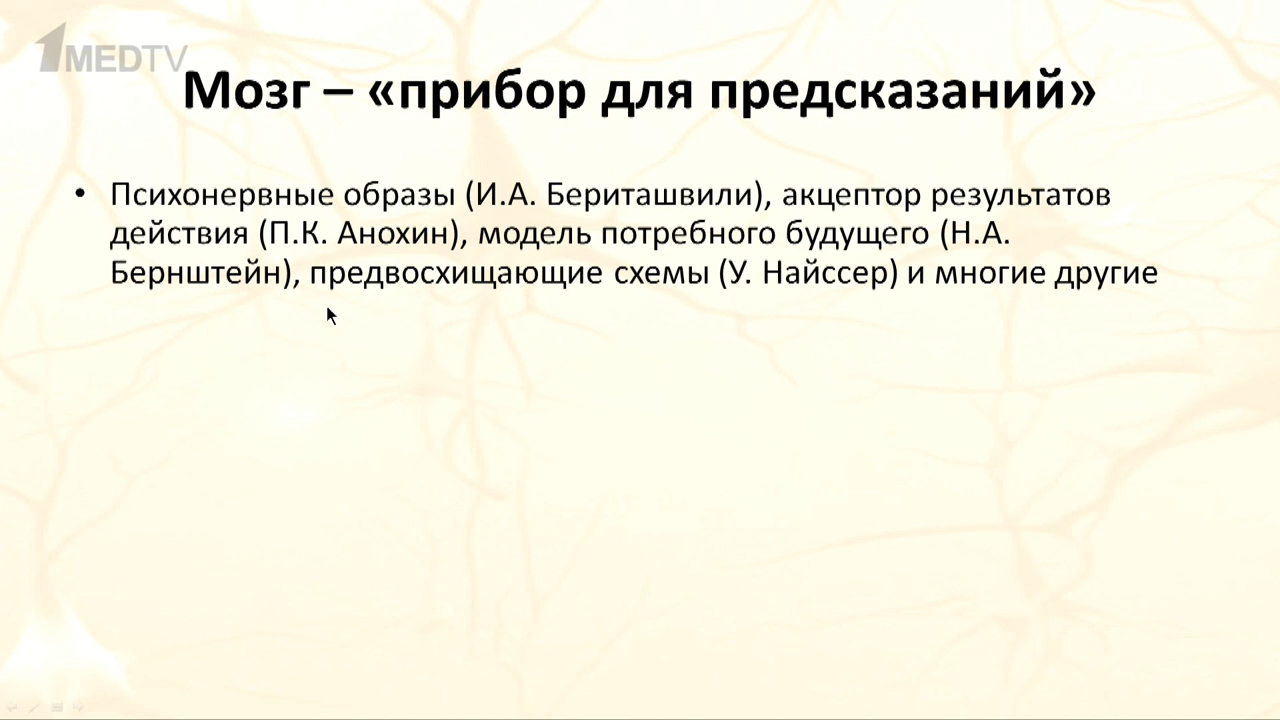 1MEDTV
Мозг – «прибор для предсказаний»
• Психонервные образы (И.А. Бериташвили), акцептор результатов
действия (П.К. Анохин), модель потребного будущего (Н.А.
Бернштейн), предвосхищающие схемы (У. Найссер) и многие другие